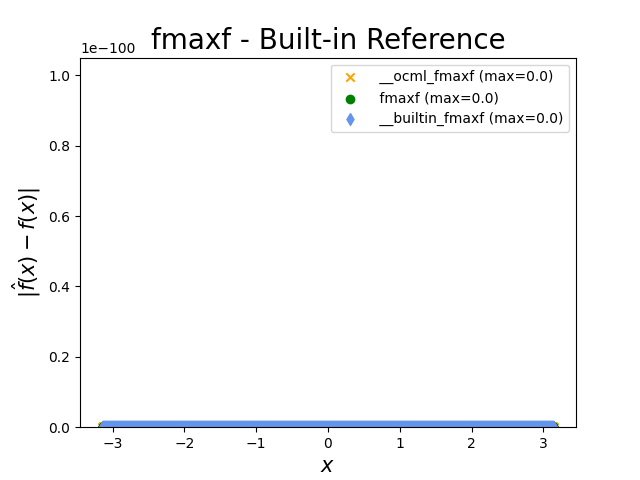 fmaxf - Built-in Reference
1e−100
1.0
0.8
0.6
0.4
0.2
0.0
|f̂(x) − f(x)|
__ocml_fmaxf (max=0.0)
fmaxf (max=0.0)
__builtin_fmaxf (max=0.0)
−3 −2 −1 0 1 2 3
x